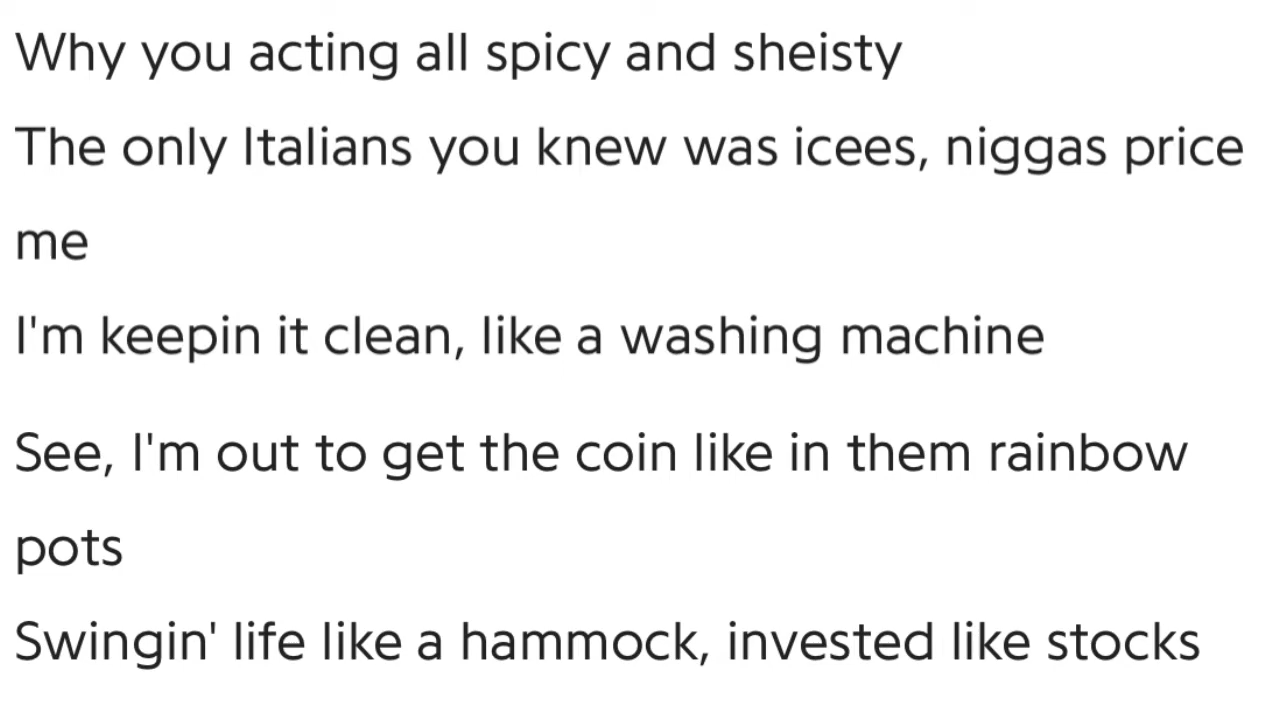 Why you acting all spicy and sheisty
The only Italians you knew was icees, niggas price
me
I'm keepin it clean, like a washing machine
See, I'm out to get the coin like in them rainbow
pots
Swingin' life like a hammock, invested like stocks